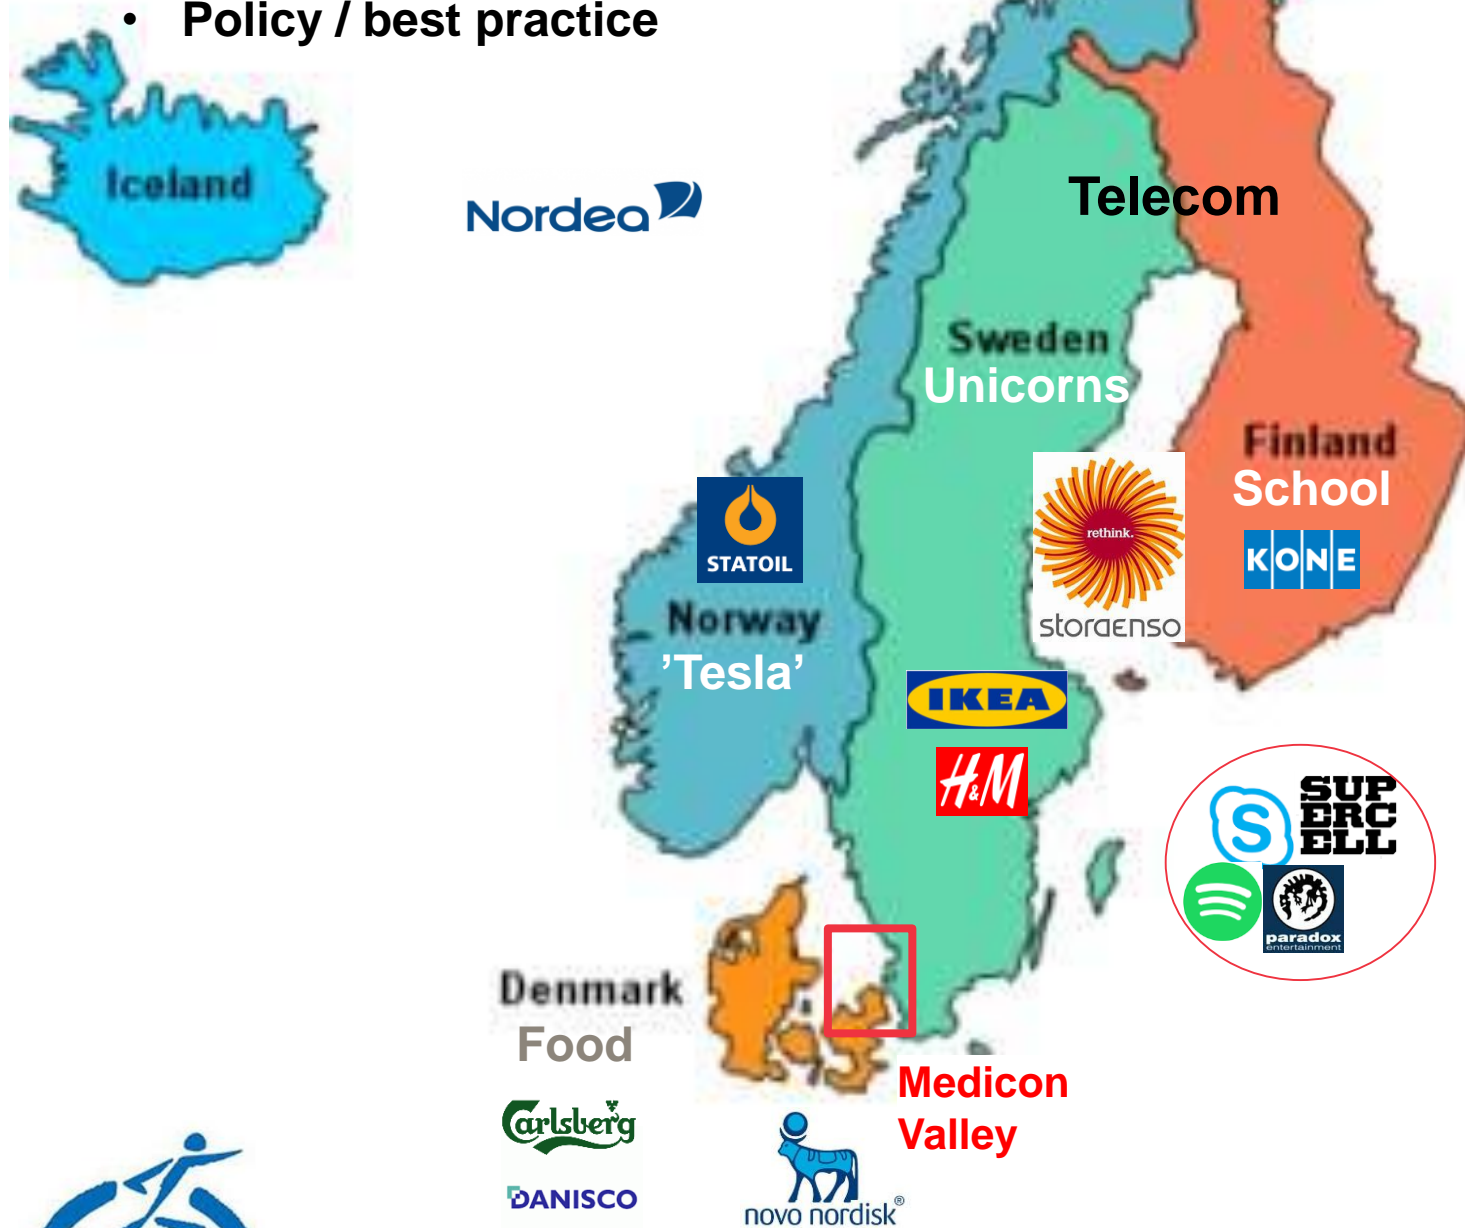 • Policy / best practice
Iceland
Nordea
Telecom
Sweden
Unicorns
Finland
School
KONE
STATOIL
rethink.
storaenso
Norway
’Tesla’
IKEA
H&M
S
SUP
ERC
ELL
paradox
entertainment
Denmark
Food
Medicon
Valley
Carlsberg
DANISCO
novo nordisk®